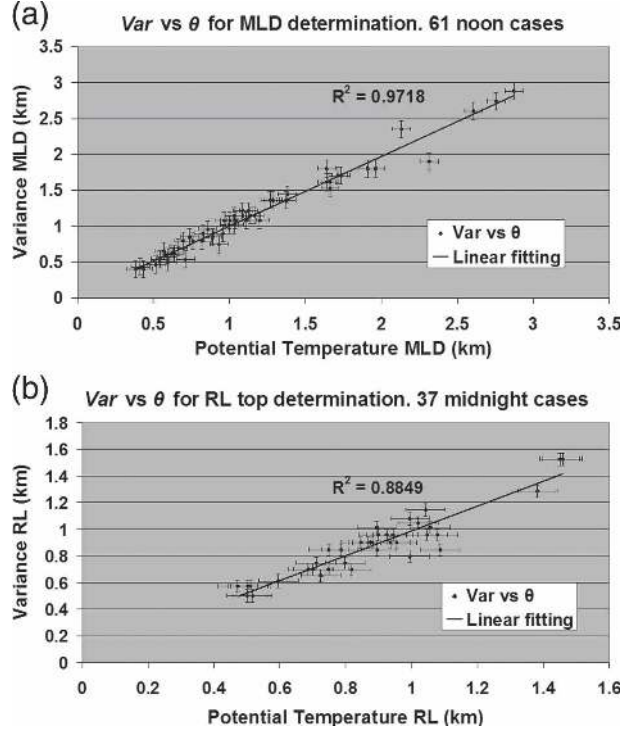 (a)
Var vs θ for MLD determination. 61 noon cases
3.5
3
2.5
2
1.5
1
0.5
0
Variance MLD (km)
R² = 0.9718
Var vs θ
Linear fitting
0 0.5 1 1.5 2 2.5 3 3.5
Potential Temperature MLD (km)
(b)
Var vs θ for RL top determination. 37 midnight cases
1.8
1.6
1.4
1.2
1
0.8
0.6
0.4
0.2
0
Variance RL (km)
R² = 0.8849
Var vs θ
Linear fitting
0 0.2 0.4 0.6 0.8 1 1.2 1.4 1.6
Potential Temperature RL (km)